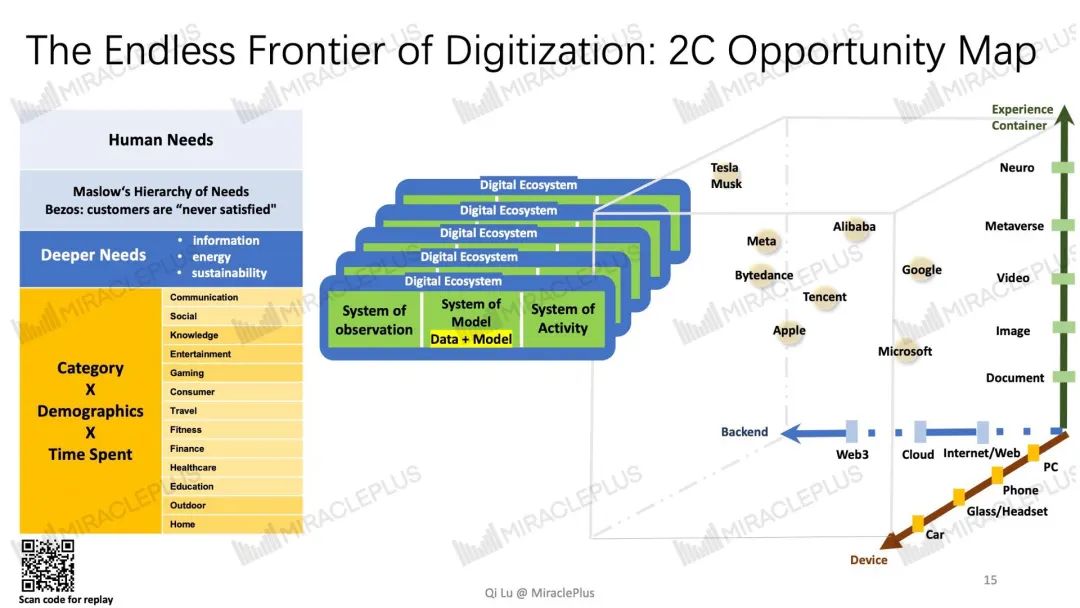 The Endless Frontier of Digitization: 2C Opportunity Map
Human Needs
Maslow‘s Hierarchy of Needs
Bezos: customers are “never satisfied"
Deeper Needs
• information
• energy
• sustainability
Category
X
Demographics
X
Time Spent
Communication
Social
Knowledge
Entertainment
Gaming
Consumer
Travel
Fitness
Finance
Healthcare
Education
Outdoor
Home
Digital Ecosystem
Digital Ecosystem
Digital Ecosystem
Digital Ecosystem
Digital Ecosystem
System of
observation
System of
Model
Data + Model
System of
Activity
Tesla
Musk
Meta
Alibaba
Bytedance
Google
Tencent
Apple
Microsoft
Experience
Container
Neuro
Metaverse
Video
Image
Document
Backend
Web3
Cloud
Internet/Web
PC
Phone
Glass/Headset
Car
Device
Scan code for replay
Qi Lu @ MiraclePlus
15
MIRACLEPLUS